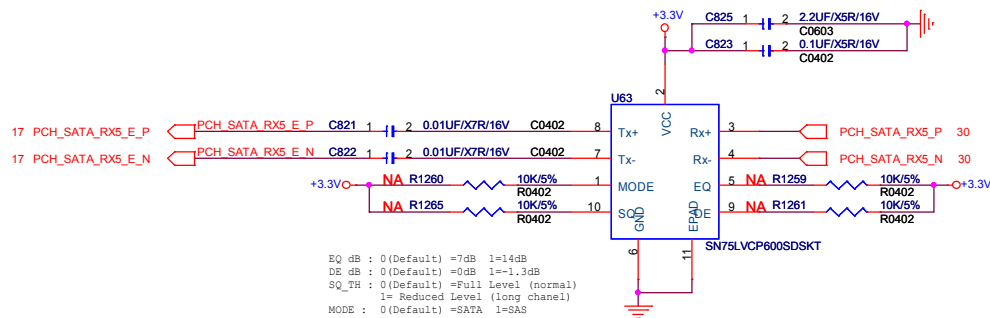 +3.3V C825 1 2 2.2UF/X5R/16V
C0603
C823 1 2 0.1UF/X5R/16V
C0402
U63
2
VCC
17 PCH_SATA_RX5_E_P PCH_SATA_RX5_E_P C821 1 2 0.01UF/X7R/16V C0402 8 Tx+ Rx+ 3 PCH_SATA_RX5_P 30
17 PCH_SATA_RX5_E_N PCH_SATA_RX5_E_N C822 1 2 0.01UF/X7R/16V C0402 7 Tx- Rx- 4 PCH_SATA_RX5_N 30
+3.3V NA R1260 10K/5% 1 MODE EQ 5 NA R1259 10K/5% +3.3V
R0402 R0402
NA R1265 10K/5% 10 SQ DE 9 NA R1261 10K/5%
R0402 R0402
GND EPAD
6 11 SN75LVCP600SDSKT
EQ dB : 0(Default) =7dB 1=14dB
DE dB : 0(Default) =0dB 1=-1.3dB
SQ_TH : 0(Default) =Full Level (normal)
1= Reduced Level (long chanel)
MODE : 0(Default) =SATA 1=SAS